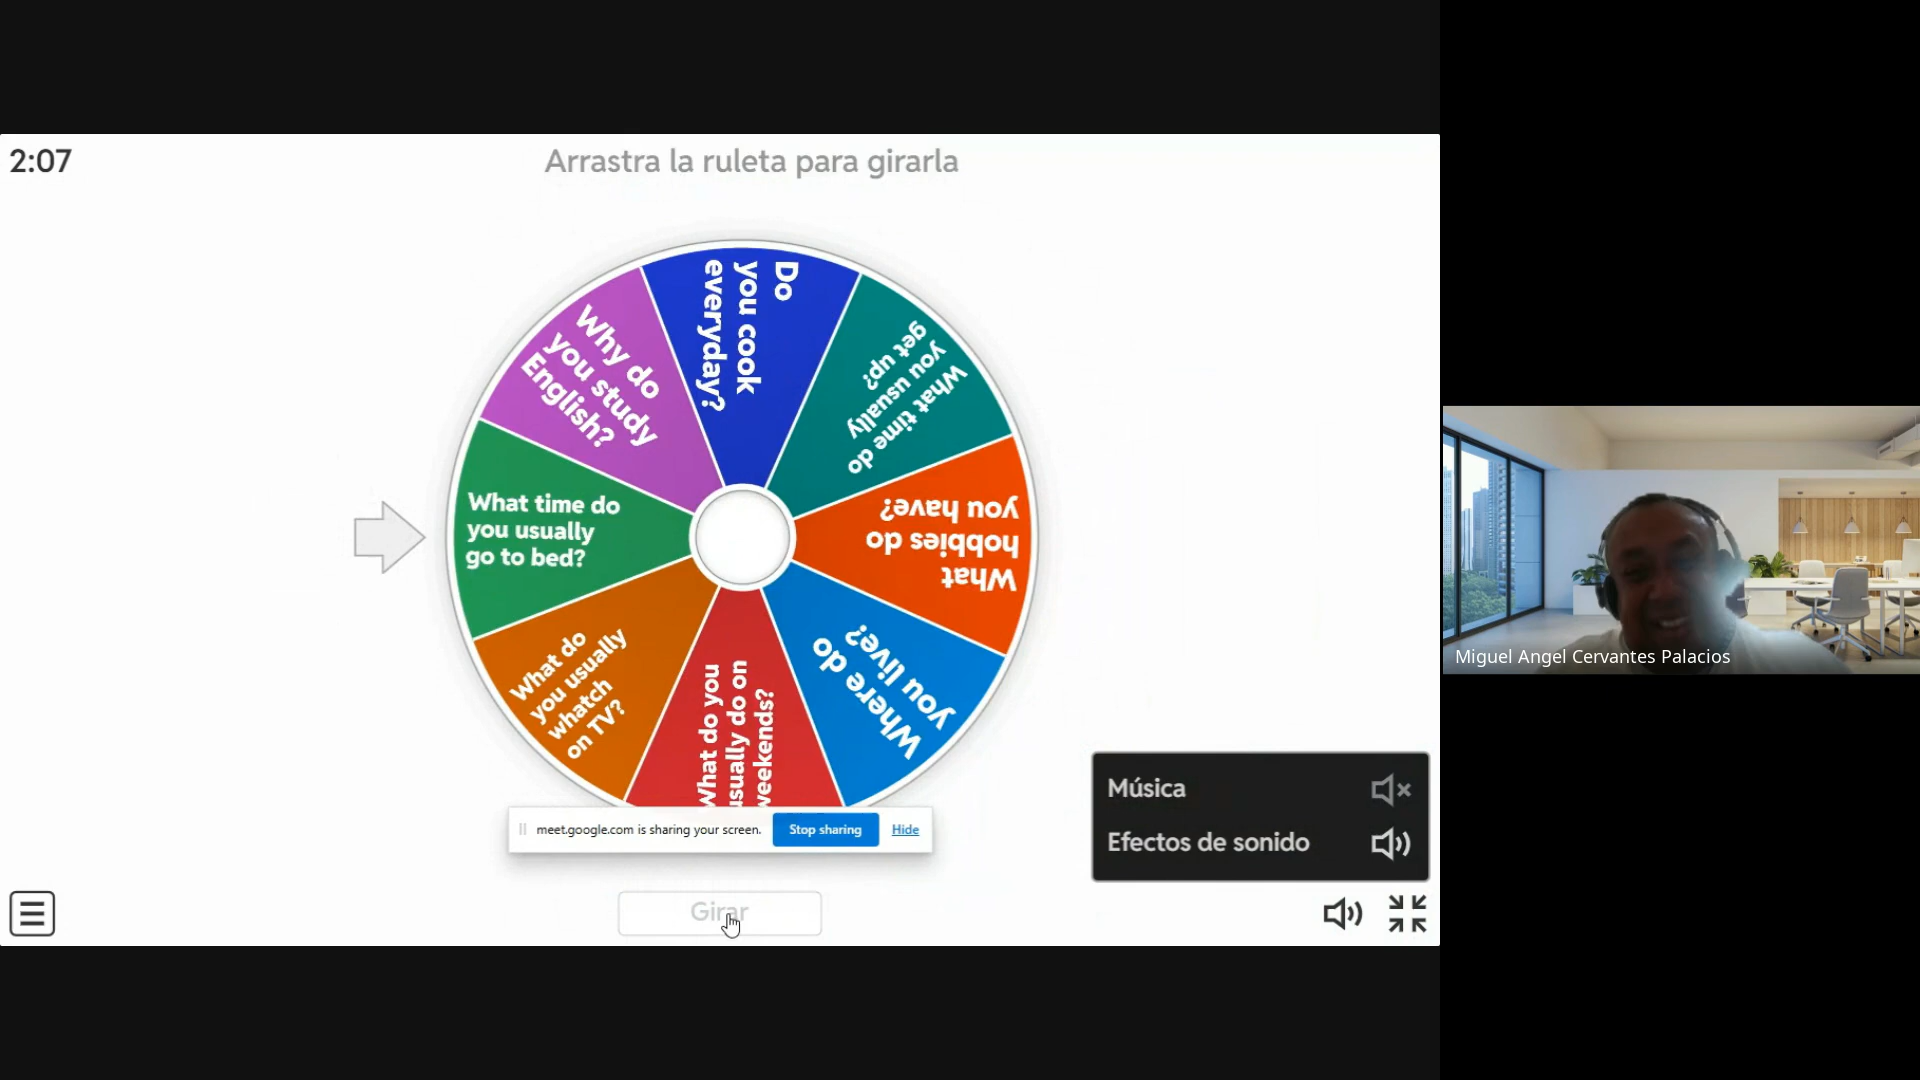 2:07
Arrastra la ruleta para girarla
Do
you cook
everyday?
What time do
you usually
get up?
What
hobbies do
you have?
Where do
you live?
What do you
usually do on
weekends?
What do
you usually
whatch
on TV?
What time do
you usually
go to bed?
Why do
you study
English?
meet.google.com is sharing your screen.
Stop sharing
Hide
Girar
Música
Efectos de sonido
Miguel Angel Cervantes Palacios